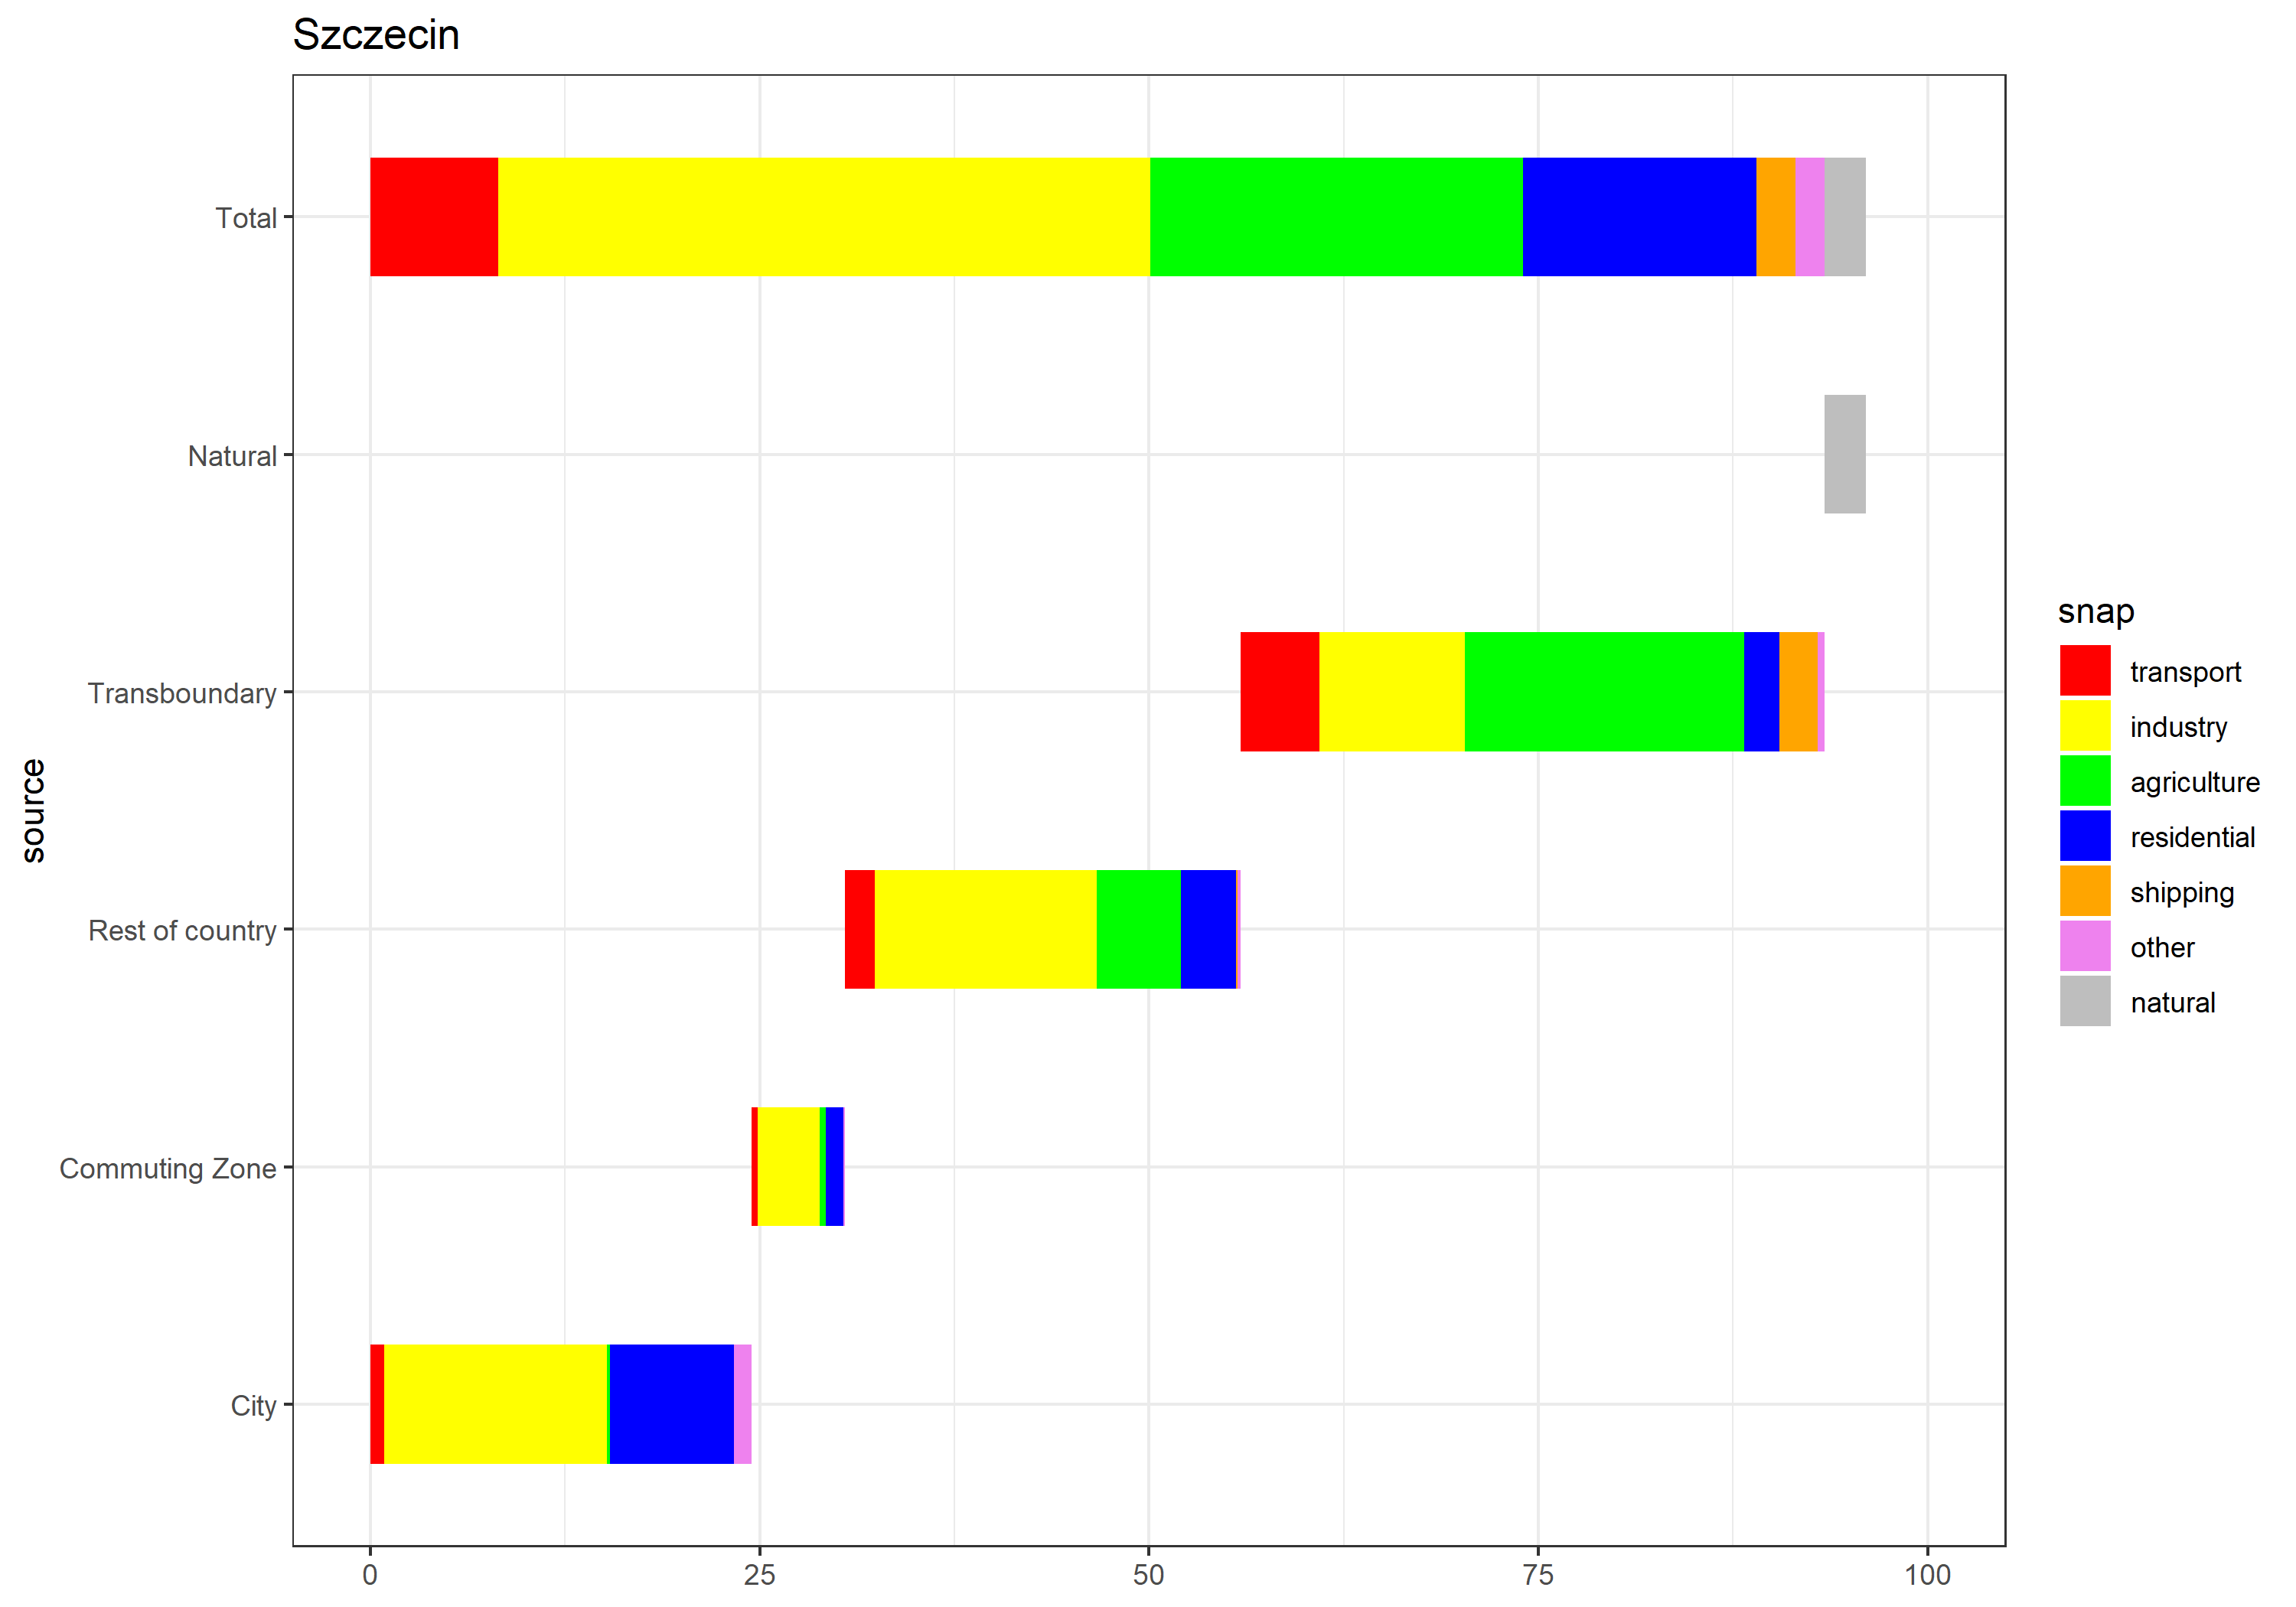 Szczecin
source
Total
Natural
Transboundary
Rest of country
Commuting Zone
City
0 25 50 75 100
snap
transport
industry
agriculture
residential
shipping
other
natural